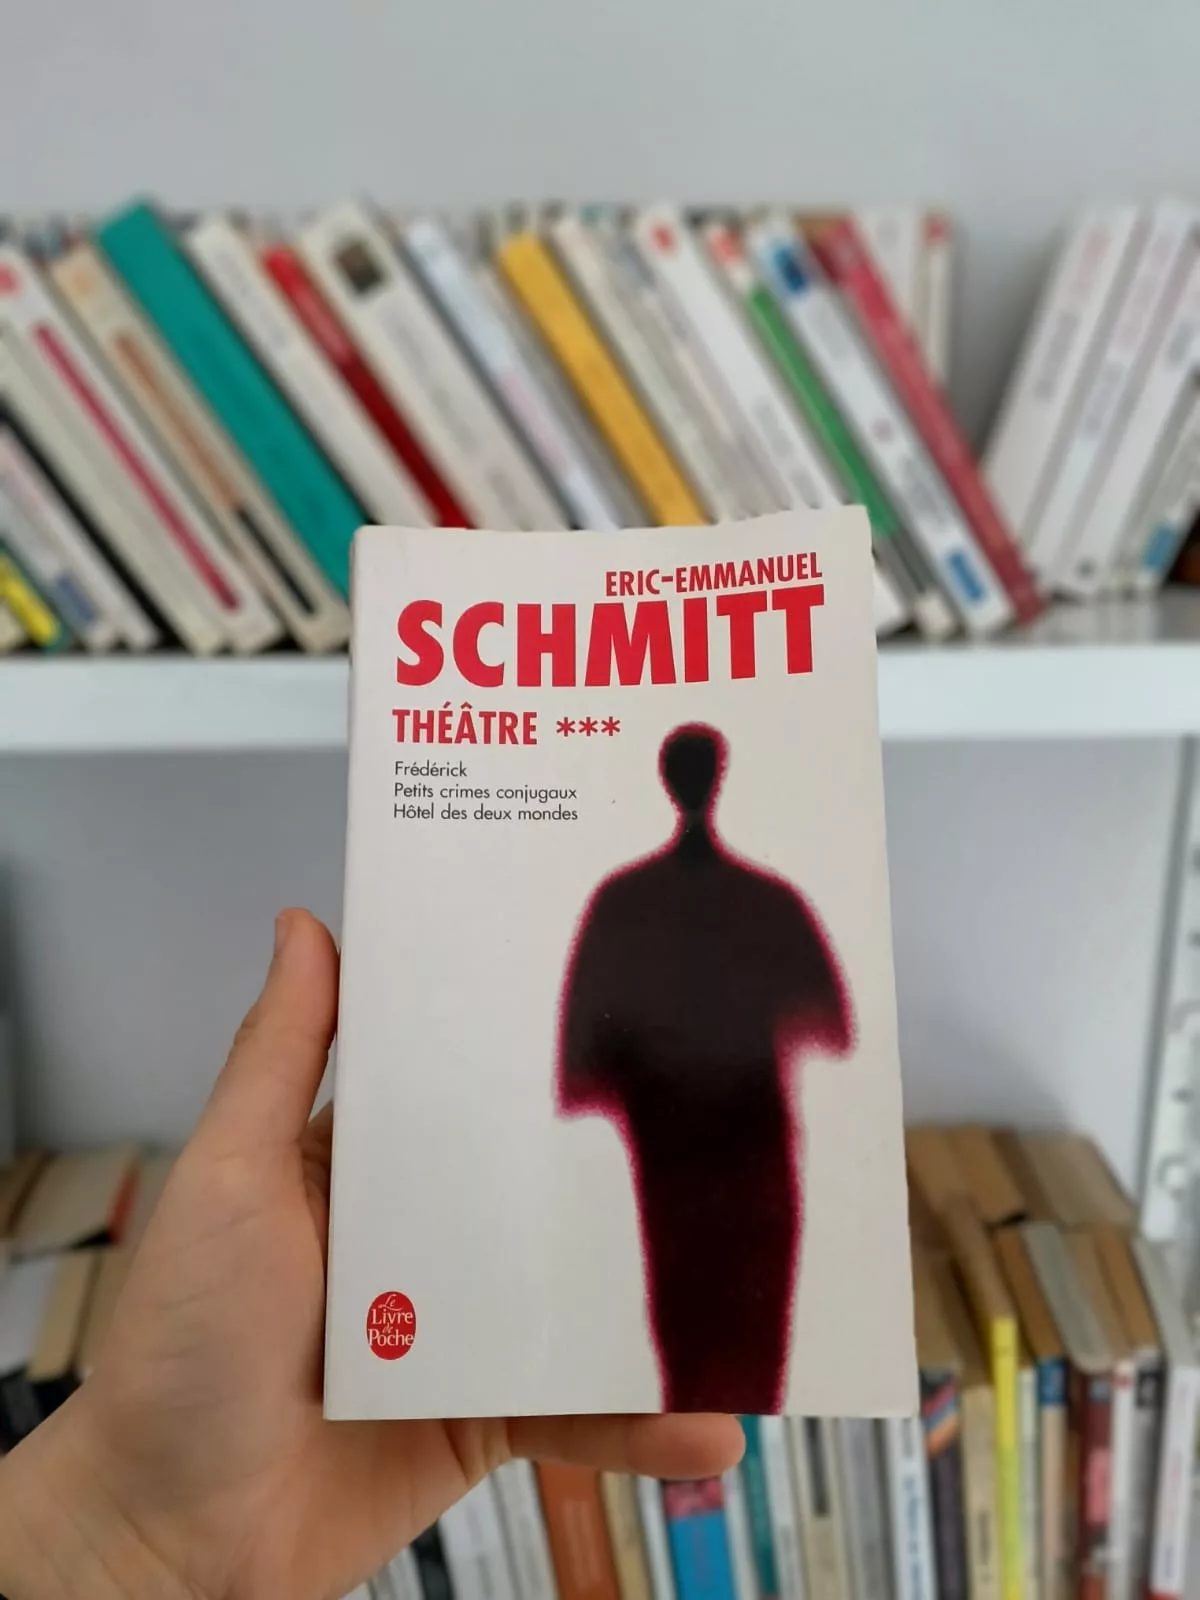 ERIC-EMMANUEL
SCHMITT
THÉÂTRE ***
Frédérick
Petits crimes conjugaux
Hôtel des deux mondes
Le
Livre
de
Poche